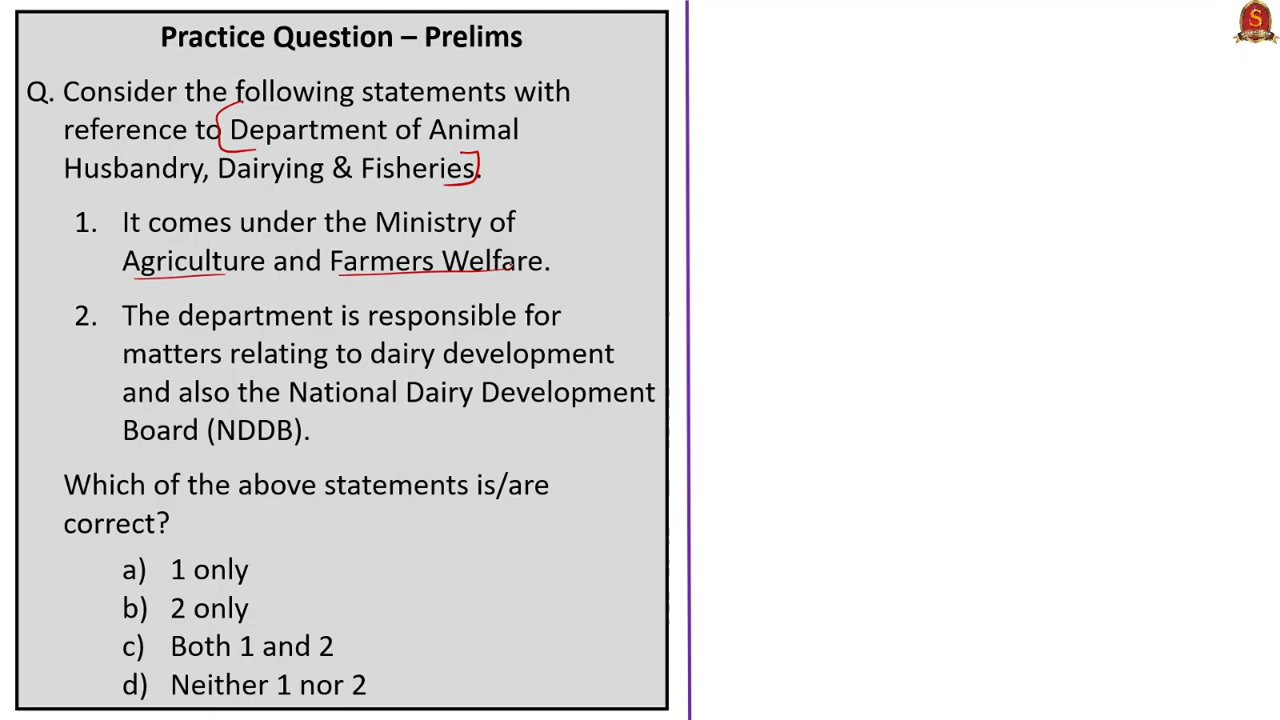 Practice Question – Prelims
Q. Consider the following statements with
reference to Department of Animal
Husbandry, Dairying & Fisheries.
1. It comes under the Ministry of
Agriculture and Farmers Welfare.
2. The department is responsible for
matters relating to dairy development
and also the National Dairy Development
Board (NDDB).
Which of the above statements is/are
correct?
a) 1 only
b) 2 only
c) Both 1 and 2
d) Neither 1 nor 2
S